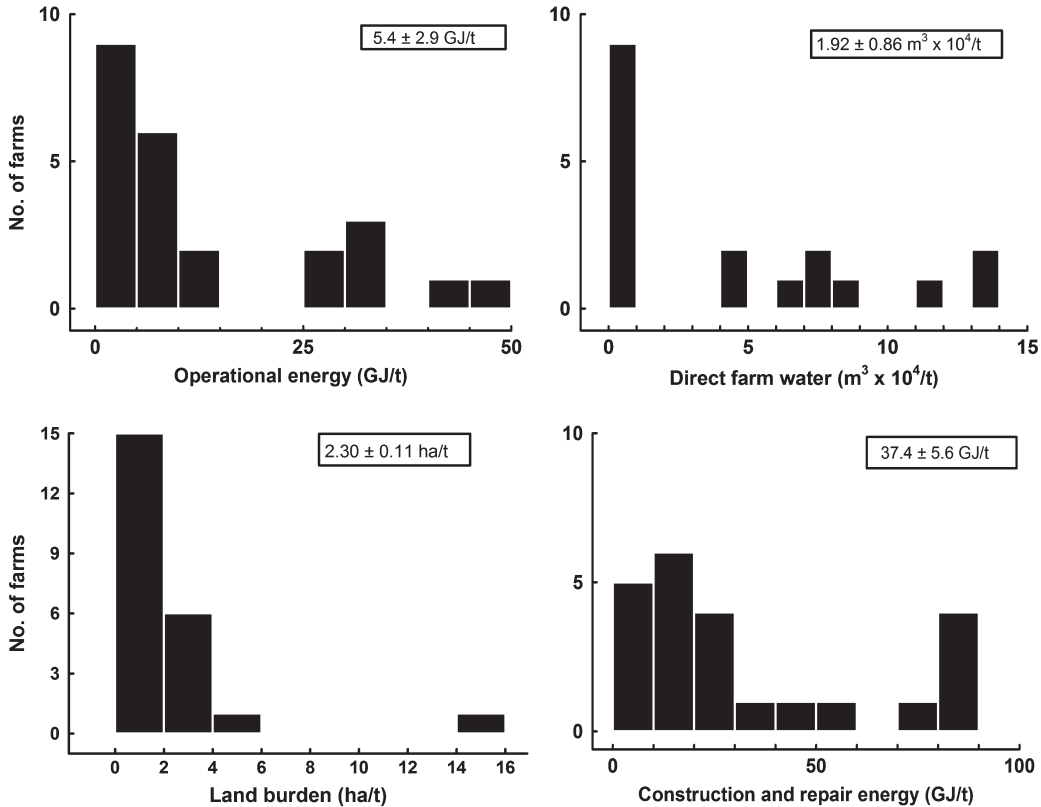 10
5.4 ± 2.9 GJ/t
5
0
No. of farms
0 25 50
Operational energy (GJ/t)
10
1.92 ± 0.86 m³ x 10⁴/t
5
0
0 5 10 15
Direct farm water (m³ x 10⁴/t)
15
2.30 ± 0.11 ha/t
12
9
6
3
0
No. of farms
0 2 4 6 8 10 12 14 16
Land burden (ha/t)
10
37.4 ± 5.6 GJ/t
5
0
0 50 100
Construction and repair energy (GJ/t)